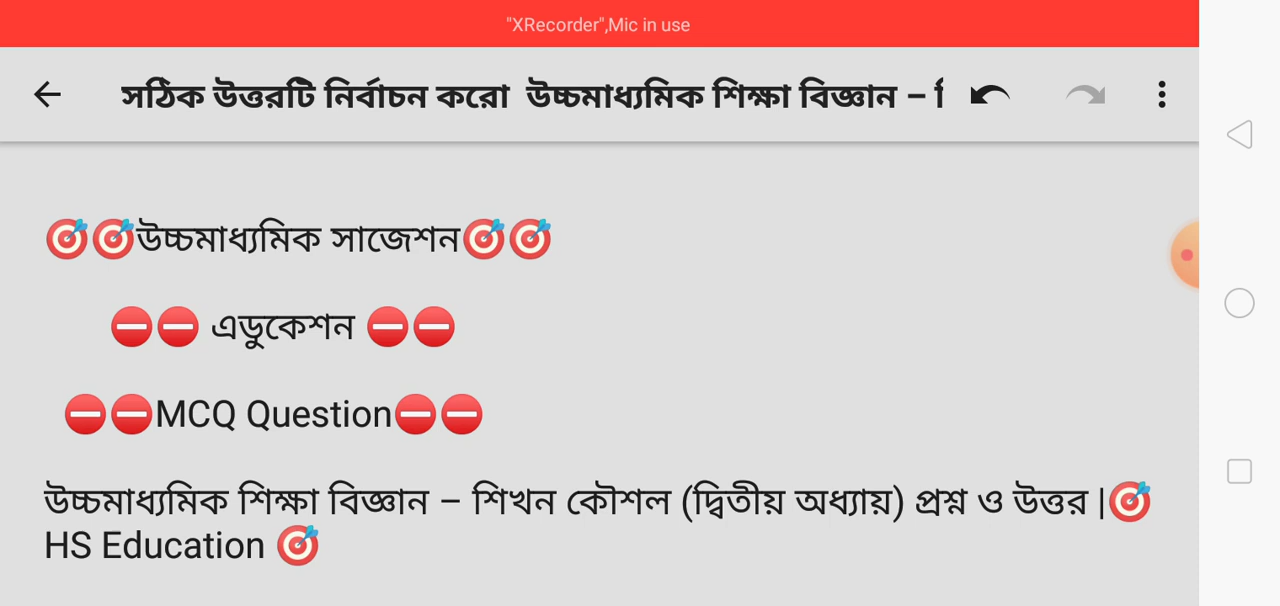 "XRecorder",Mic in use
সঠিক উত্তরটি নির্বাচন করো উচ্চমাধ্যমিক শিক্ষা বিজ্ঞান –
🎯🎯উচ্চমাধ্যমিক সাজেশন🎯🎯
⛔⛔ এডুকেশন ⛔⛔
⛔⛔MCQ Question⛔⛔
উচ্চমাধ্যমিক শিক্ষা বিজ্ঞান – শিখন কৌশল (দ্বিতীয় অধ্যায়) প্রশ্ন ও উত্তর |🎯
HS Education 🎯